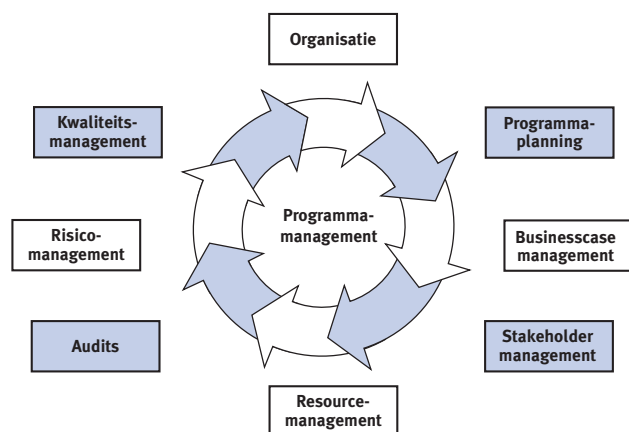 Organisatie
Kwaliteits-
management
Programma-
planning
Programma-
management
Risico-
management
Businesscase
management
Audits
Stakeholder
management
Resource-
management